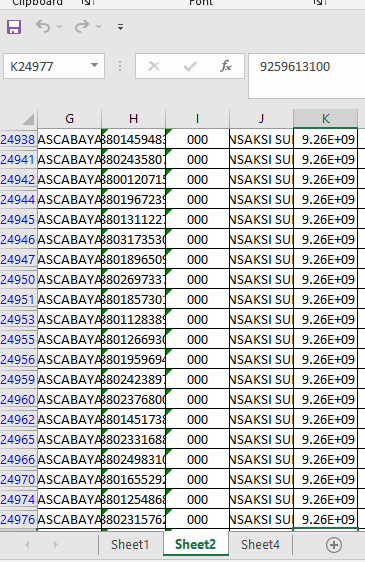 Clipboard Font
K24977 fx 9259613100
G H I J K
24938 ASCABAYA 8801459483 000 NSAKSI SU 9.26E+09
24941 ASCABAYA 8802435807 000 NSAKSI SU 9.26E+09
24942 ASCABAYA 8800120715 000 NSAKSI SU 9.26E+09
24944 ASCABAYA 8801967239 000 NSAKSI SU 9.26E+09
24945 ASCABAYA 880131122 000 NSAKSI SU 9.26E+09
24946 ASCABAYA 8803173530 000 NSAKSI SU 9.26E+09
24947 ASCABAYA 8801896509 000 NSAKSI SU 9.26E+09
24950 ASCABAYA 880269733 000 NSAKSI SU 9.26E+09
24951 ASCABAYA 880185730 000 NSAKSI SU 9.26E+09
24953 ASCABAYA 8801128389 000 NSAKSI SU 9.26E+09
24955 ASCABAYA 8801266930 000 NSAKSI SU 9.26E+09
24956 ASCABAYA 8801959694 000 NSAKSI SU 9.26E+09
24959 ASCABAYA 8802423897 000 NSAKSI SU 9.26E+09
24960 ASCABAYA 8802376800 000 NSAKSI SU 9.26E+09
24962 ASCABAYA 8801451738 000 NSAKSI SU 9.26E+09
24965 ASCABAYA 8802331688 000 NSAKSI SU 9.26E+09
24966 ASCABAYA 8802498310 000 NSAKSI SU 9.26E+09
24970 ASCABAYA 8801655292 000 NSAKSI SU 9.26E+09
24974 ASCABAYA 8801254868 000 NSAKSI SU 9.26E+09
24976 ASCABAYA 8802315762 000 NSAKSI SU 9.26E+09
Sheet1 Sheet2 Sheet4